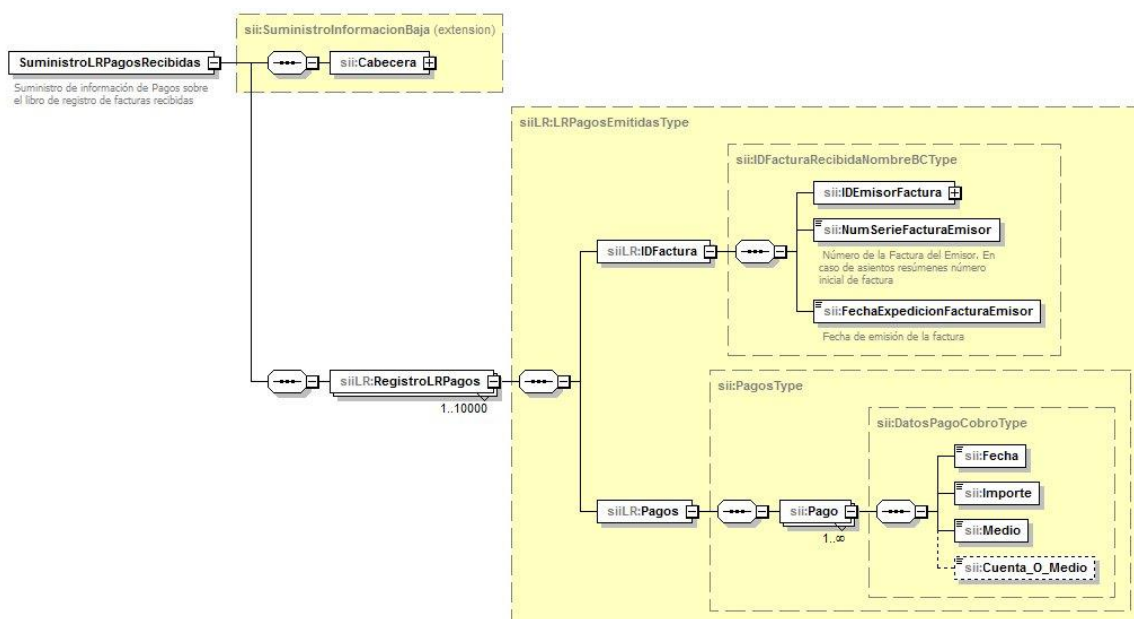 sii:SuministroInformacionBaja (extension)
SuministroLRPagosRecibidas
sii:Cabecera
Suministro de información de Pagos sobre
el libro de registro de facturas recibidas
siiLR:LRPagosEmitidasType
sii:IDFacturaRecibidaNombreBCType
sii:IDEmisorFactura
sii:NumSerieFacturaEmisor
siiLR:IDFactura
Número de la Factura del Emisor. En
caso de asientos resúmenes número
inicial de factura
sii:FechaExpedicionFacturaEmisor
Fecha de emisión de la factura
siiLR:RegistroLRPagos
1..10000
sii:PagosType
sii:DatosPagoCobroType
sii:Fecha
sii:Importe
siiLR:Pagos
sii:Pago
1..∞
sii:Medio
sii:Cuenta_O_Medio